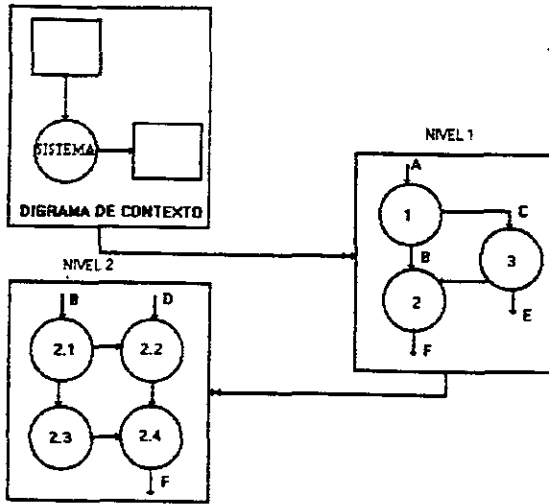 SISTEMA
DIGRAMA DE CONTEXTO
NIVEL 1
A
1
C
B
3
2
E
F
NIVEL 2
B
D
2.1
2.2
2.3
2.4
F